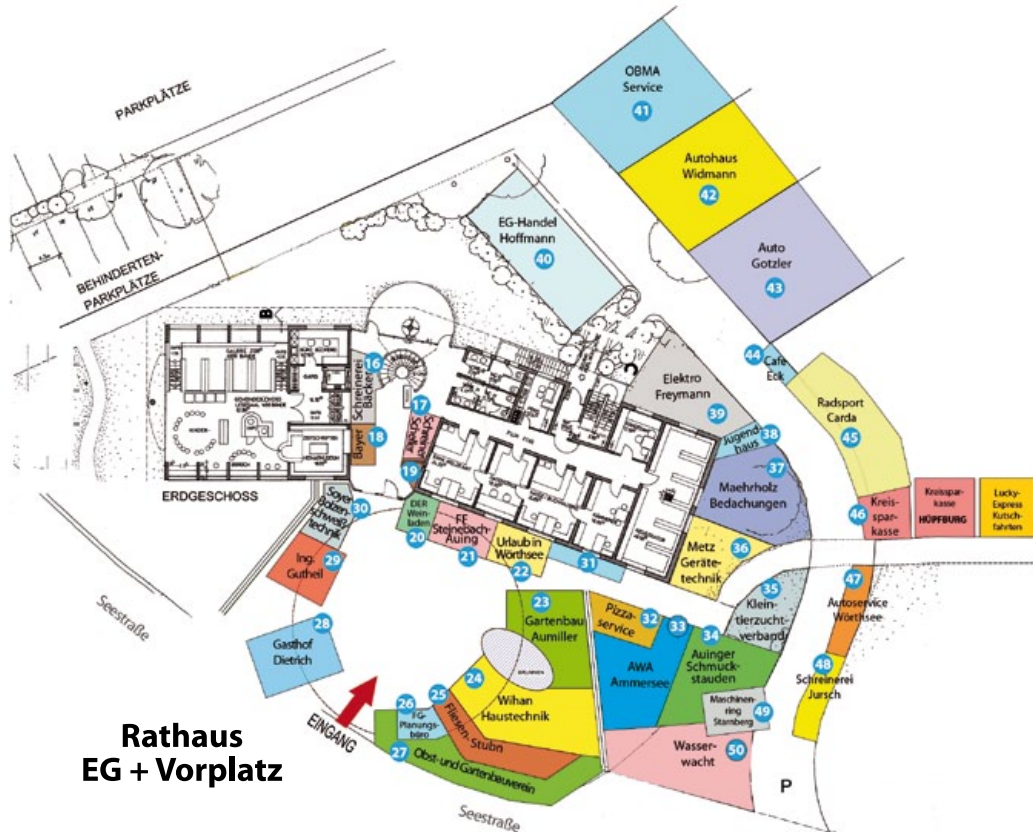 PARKPLÄTZE
BEHINDERTEN-
PARKPLÄTZE
OBMA
Service
41
Autohaus
Widmann
42
Auto
Gotzler
43
EG-Handel
Hoffmann
40
44
Cafe
Eck
Radsport
Carda
45
Elektro
Freymann
39
Jugend-
haus
38
37
Maehrholz
Bedachungen
46
Kreis-
spar-
kasse
Kreisspar-
kasse
HÜPFBURG
Lucky-
Express
Kutsch-
fahrten
B
16
Schreinerei
Bäcker
17
Schreiner
18
Bayer
19
ERDGESCHOSS
Soyer
Bolzen-
schweiß-
technik
30
DER
Wein-
laden
20
FF
Steinebach-
Auing
21
Urlaub in
Wörthsee
22
31
Metz
Geräte-
technik
36
29
Ing.
Gutheil
28
Gasthof
Dietrich
23
Gartenbau
Aumiller
Pizza-
service
32
33
34
35
Klein-
tierzucht-
verband
47
Autoservice
Wörthsee
AWA
Ammersee
Auinger
Schmuck-
stauden
48
Schreinerei
Jursch
Maschinen-
ring
Starnberg
49
24
Wihan
Haustechnik
25
Fliesen-
Stubn
26
FG-
Planungs-
büro
27
Obst- und Gartenbauverein
Wasser-
wacht
50
P
Seestraße
EINGANG
Rathaus
EG + Vorplatz
Seestraße